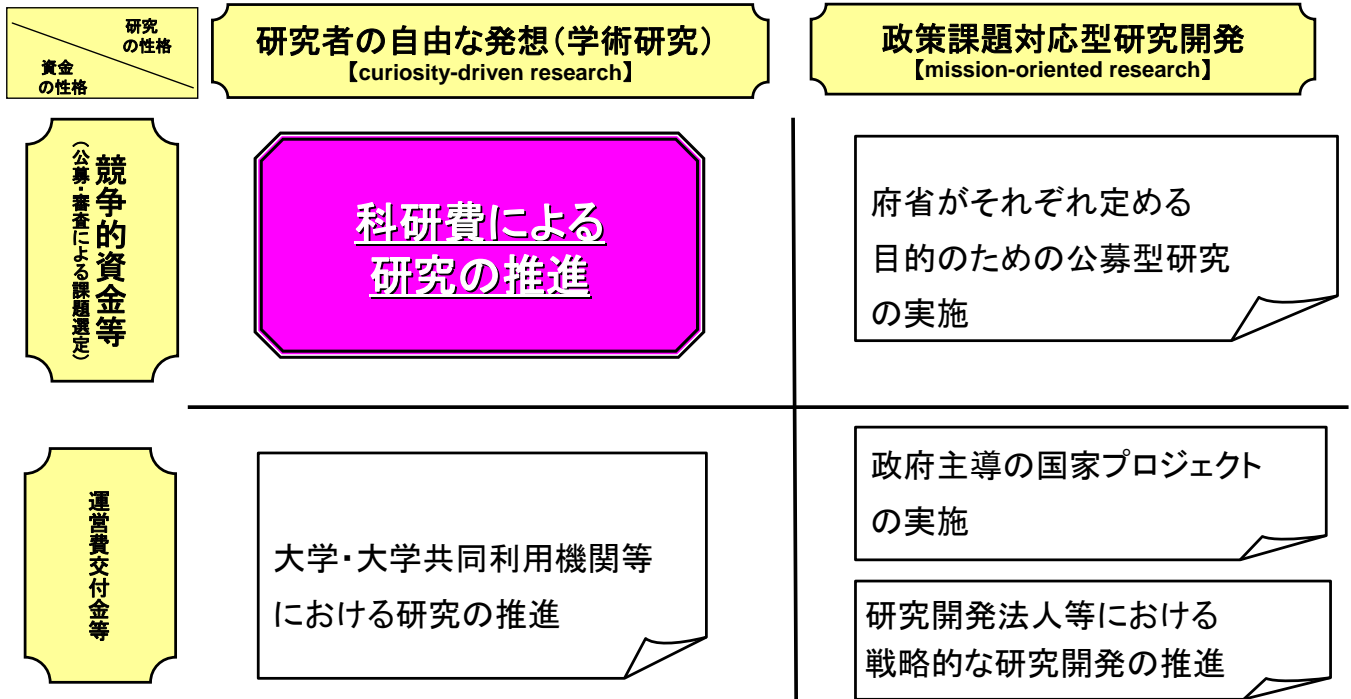 研究
の性格
資金
の性格
研究者の自由な発想(学術研究)
【curiosity-driven research】
政策課題対応型研究開発
【mission-oriented research】
競争的資金等
(公募・審査による課題選定)
科研費による
研究の推進
府省がそれぞれ定める
目的のための公募型研究
の実施
運営費交付金等
大学・大学共同利用機関等
における研究の推進
政府主導の国家プロジェクト
の実施
研究開発法人等における
戦略的な研究開発の推進